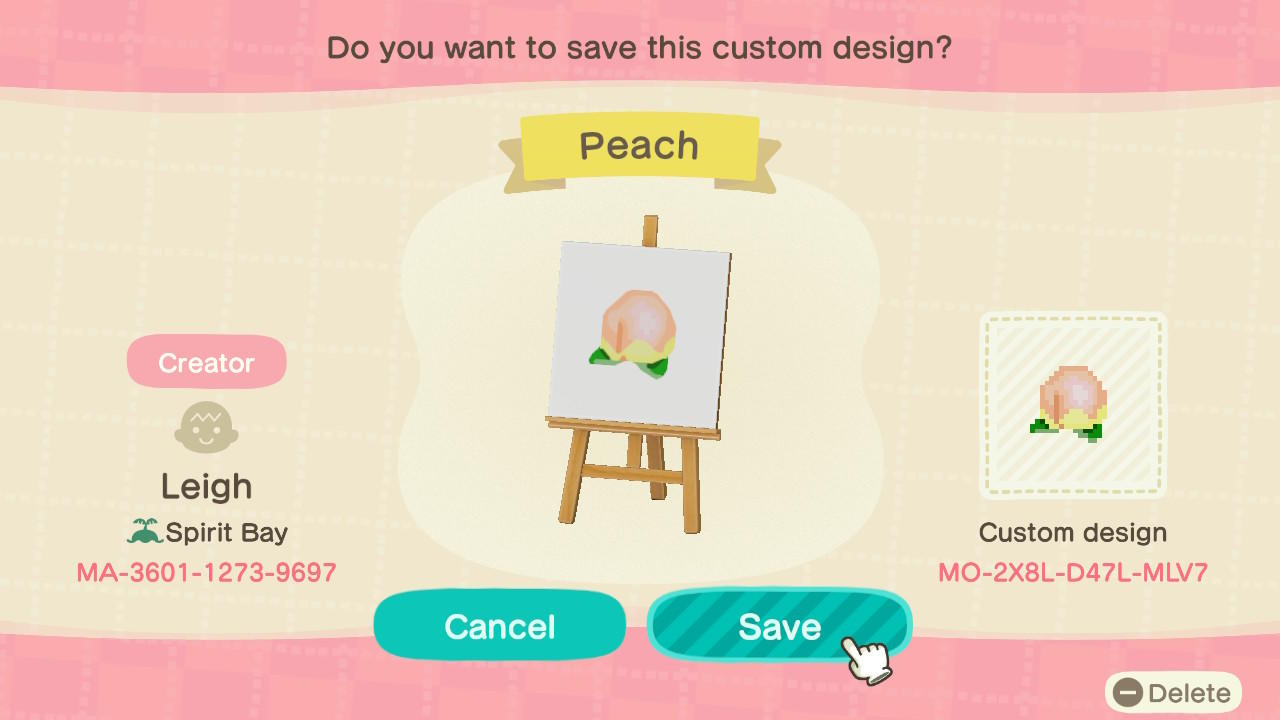 Do you want to save this custom design?
Peach
Creator
Leigh
Spirit Bay
MA-3601-1273-9697
Custom design
MO-2X8L-D47L-MLV7
Cancel
Save
Delete